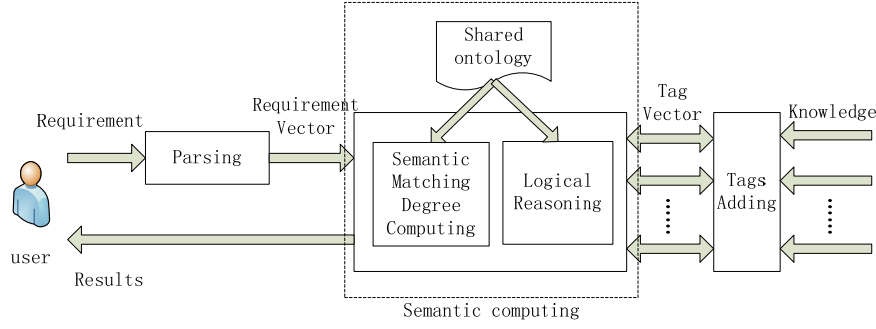 Shared
ontology
Requirement
Requirement
Vector
Tag
Vector
Knowledge
Parsing
Semantic
Matching
Degree
Computing
Logical
Reasoning
Tags
Adding
user
Results
Semantic computing